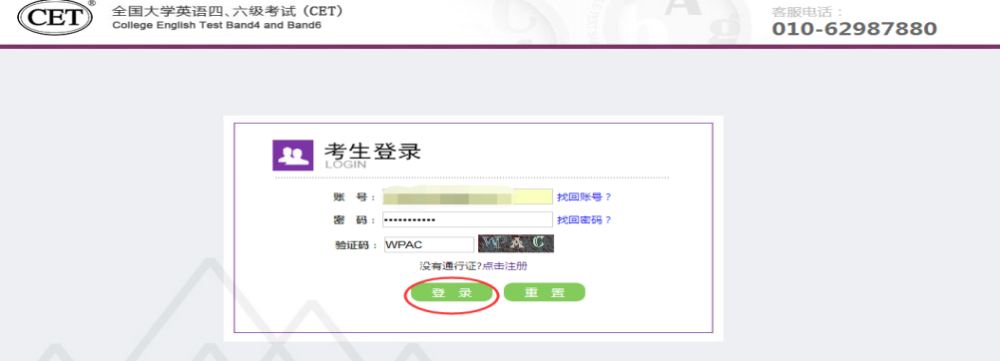 CET®
全国大学英语四、六级考试（CET）
College English Test Band4 and Band6
客服电话：
010-62987880
考生登录
LOGIN
账 号： 找回账号？
密 码： ••••••••••• 找回密码？
验证码： WPAC WPAC
没有通行证?点击注册
登 录 重 置